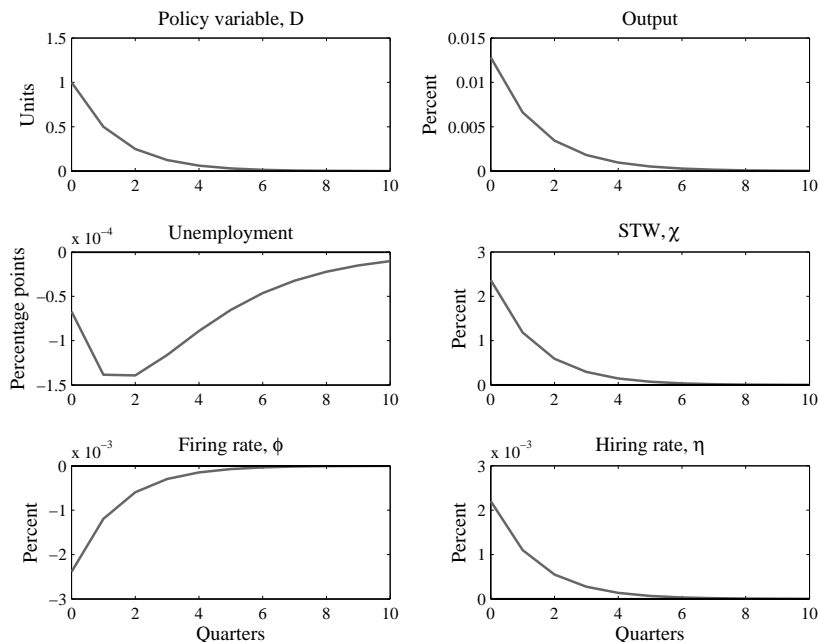 Policy variable, D
1.5
1
0.5
0
Units
0 2 4 6 8 10
Output
0.015
0.01
0.005
0
Percent
0 2 4 6 8 10
x 10⁻⁴
Unemployment
0
−0.5
−1
−1.5
Percentage points
0 2 4 6 8 10
STW, χ
3
2
1
0
Percent
0 2 4 6 8 10
x 10⁻³
Firing rate, ϕ
0
−1
−2
−3
Percent
0 2 4 6 8 10
Quarters
x 10⁻³
Hiring rate, η
3
2
1
0
Percent
0 2 4 6 8 10
Quarters